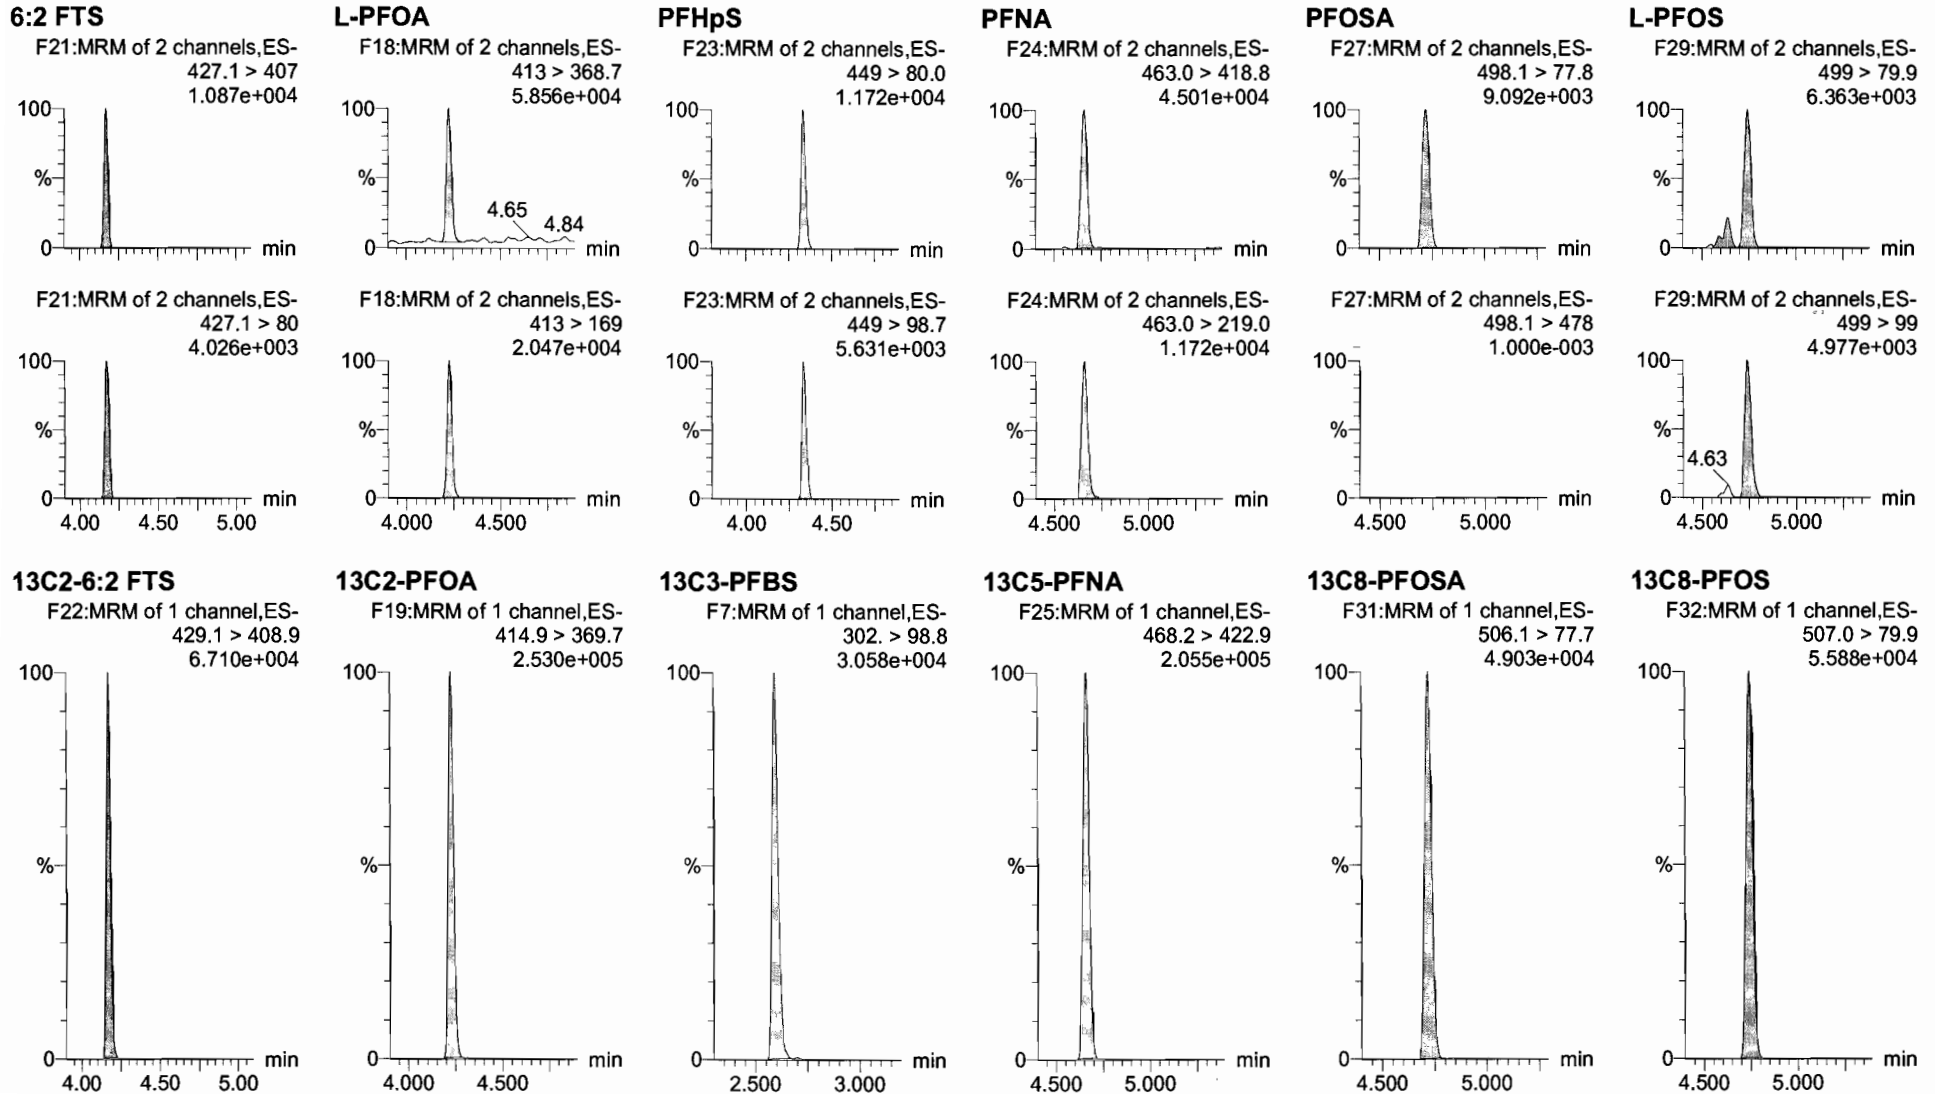 6:2 FTS
F21:MRM of 2 channels,ES-
427.1 > 407
1.087e+004
100
%
0
min
F21:MRM of 2 channels,ES-
427.1 > 80
4.026e+003
100
%
0
min
4.00 4.50 5.00
L-PFOA
F18:MRM of 2 channels,ES-
413 > 368.7
5.856e+004
100
%
4.65
4.84
0
min
F18:MRM of 2 channels,ES-
413 > 169
2.047e+004
100
%
0
min
4.000 4.500
PFHpS
F23:MRM of 2 channels,ES-
449 > 80.0
1.172e+004
100
%
0
min
F23:MRM of 2 channels,ES-
449 > 98.7
5.631e+003
100
%
0
min
4.00 4.50
PFNA
F24:MRM of 2 channels,ES-
463.0 > 418.8
4.501e+004
100
%
0
min
F24:MRM of 2 channels,ES-
463.0 > 219.0
1.172e+004
100
%
0
min
4.500 5.000
PFOSA
F27:MRM of 2 channels,ES-
498.1 > 77.8
9.092e+003
100
%
0
min
F27:MRM of 2 channels,ES-
498.1 > 478
1.000e-003
100
%
0
min
4.500 5.000
L-PFOS
F29:MRM of 2 channels,ES-
499 > 79.9
6.363e+003
100
%
0
min
F29:MRM of 2 channels,ES-
499 > 99
4.977e+003
100
%
4.63
0
min
4.500 5.000
13C2-6:2 FTS
F22:MRM of 1 channel,ES-
429.1 > 408.9
6.710e+004
100
%
0
min
4.00 4.50 5.00
13C2-PFOA
F19:MRM of 1 channel,ES-
414.9 > 369.7
2.530e+005
100
%
0
min
4.000 4.500
13C3-PFBS
F7:MRM of 1 channel,ES-
302. > 98.8
3.058e+004
100
%
0
min
2.500 3.000
13C5-PFNA
F25:MRM of 1 channel,ES-
468.2 > 422.9
2.055e+005
100
%
0
min
4.500 5.000
13C8-PFOSA
F31:MRM of 1 channel,ES-
506.1 > 77.7
4.903e+004
100
%
0
min
4.500 5.000
13C8-PFOS
F32:MRM of 1 channel,ES-
507.0 > 79.9
5.588e+004
100
%
0
min
4.500 5.000